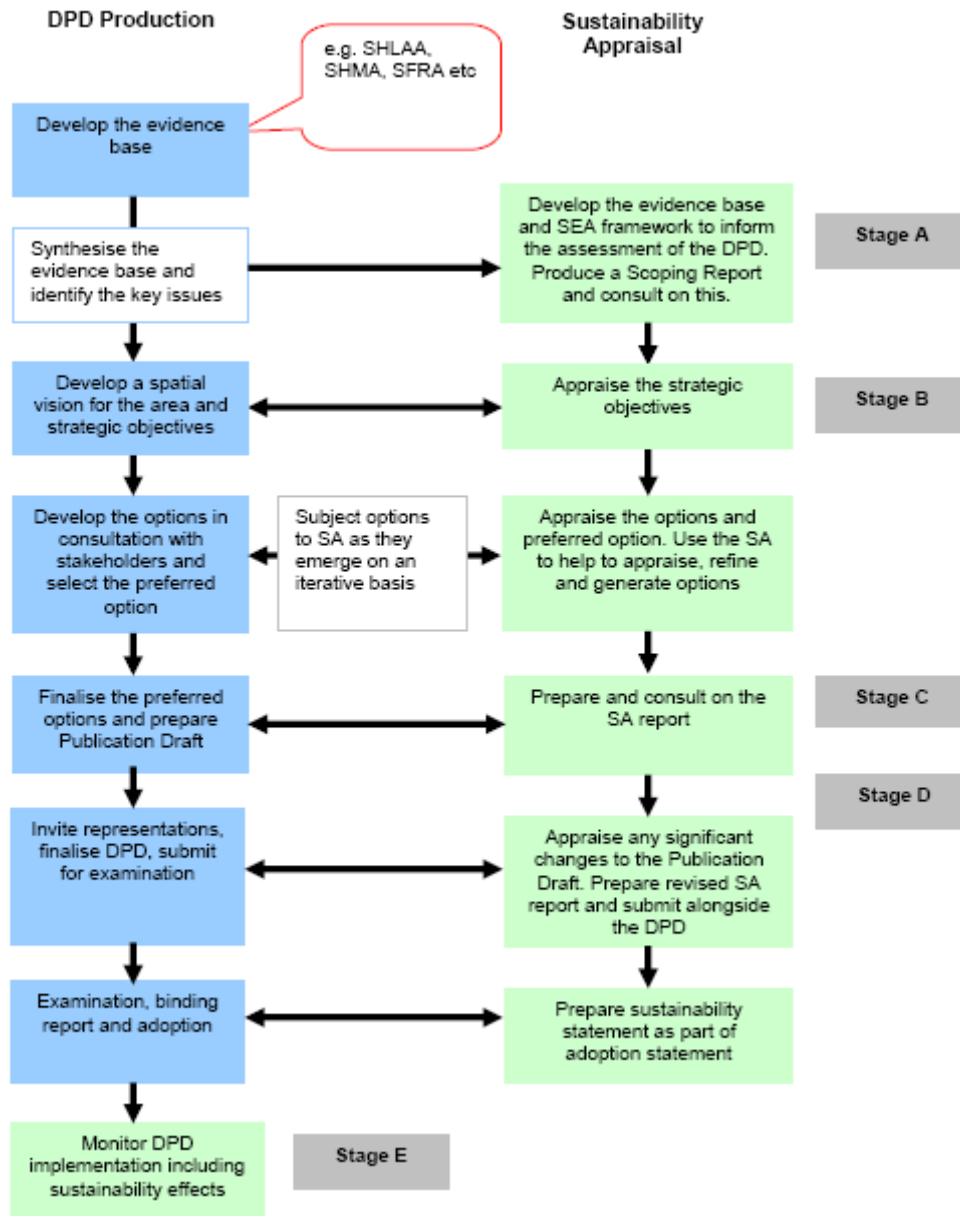 DPD Production
Sustainability
Appraisal
e.g. SHLAA,
SHMA, SFRA etc
Develop the evidence
base
Synthesise the
evidence base and
identify the key issues
Develop the evidence base
and SEA framework to inform
the assessment of the DPD.
Produce a Scoping Report
and consult on this.
Stage A
Develop a spatial
vision for the area and
strategic objectives
Appraise the strategic
objectives
Stage B
Develop the options in
consultation with
stakeholders and
select the preferred
option
Subject options
to SA as they
emerge on an
iterative basis
Appraise the options and
preferred option. Use the SA
to help to appraise, refine
and generate options
Finalise the preferred
options and prepare
Publication Draft
Prepare and consult on the
SA report
Stage C
Stage D
Invite representations,
finalise DPD, submit
for examination
Appraise any significant
changes to the Publication
Draft. Prepare revised SA
report and submit alongside
the DPD
Examination, binding
report and adoption
Prepare sustainability
statement as part of
adoption statement
Monitor DPD
implementation including
sustainability effects
Stage E